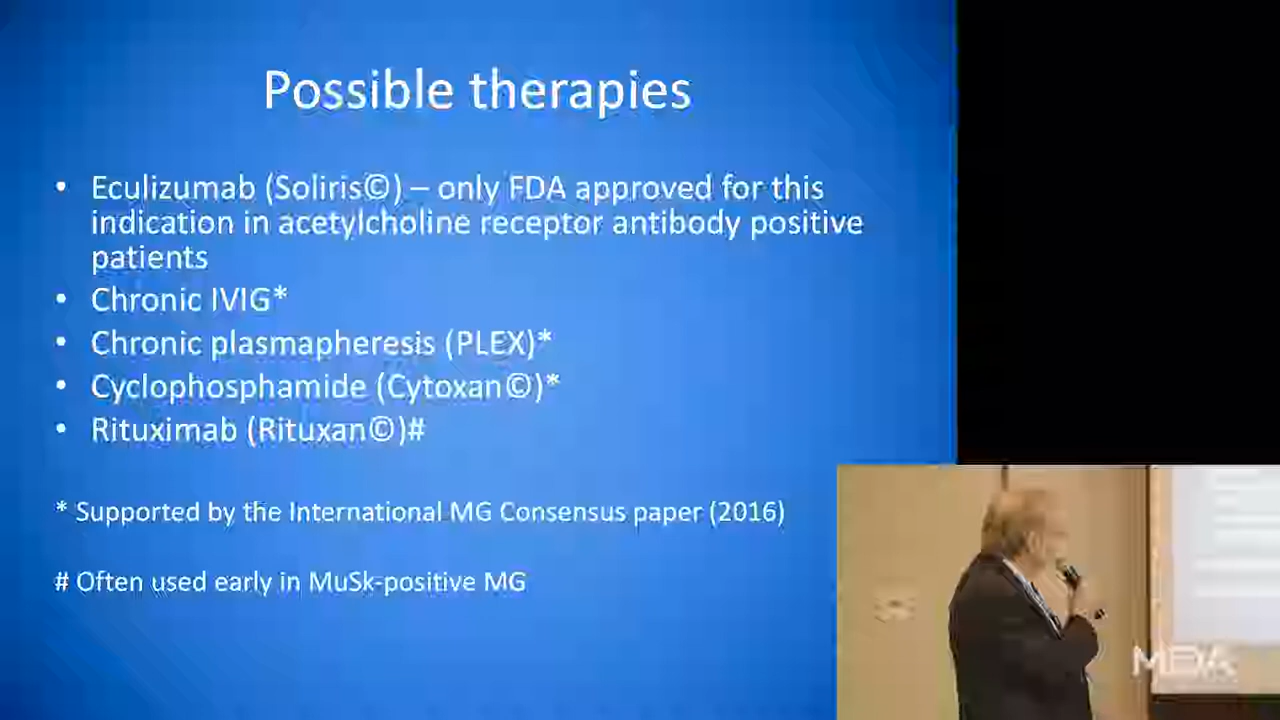 Possible therapies
• Eculizumab (Soliris©) – only FDA approved for this
indication in acetylcholine receptor antibody positive
patients
• Chronic IVIG*
• Chronic plasmapheresis (PLEX)*
• Cyclophosphamide (Cytoxan©)*
• Rituximab (Rituxan©)#
* Supported by the International MG Consensus paper (2016)
# Often used early in MuSk-positive MG
MDA